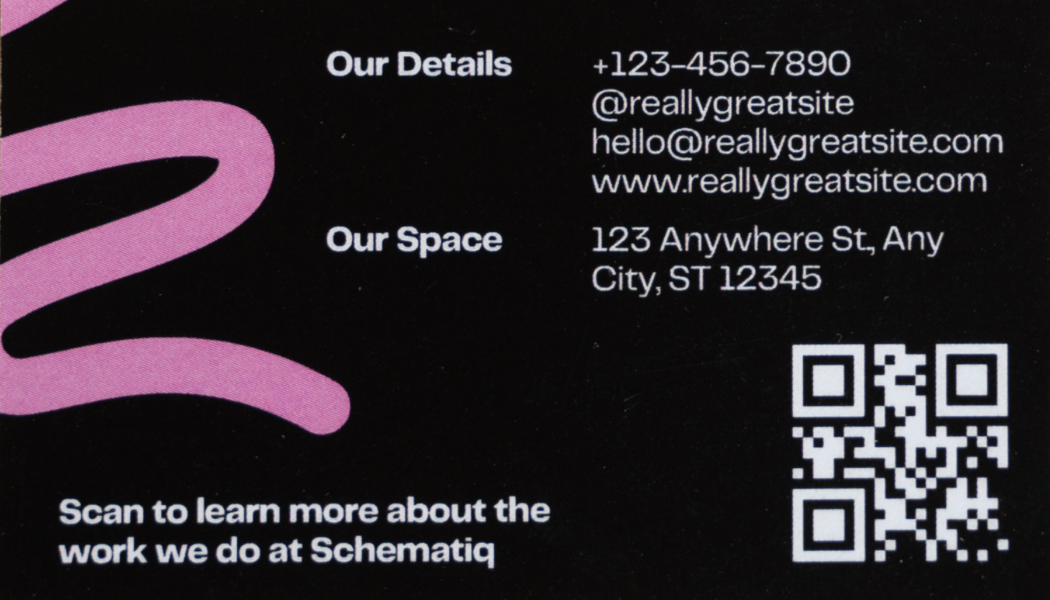 Our Details
+123-456-7890
@reallygreatsite
hello@reallygreatsite.com
www.reallygreatsite.com
Our Space
123 Anywhere St, Any
City, ST 12345
Scan to learn more about the
work we do at Schematiq